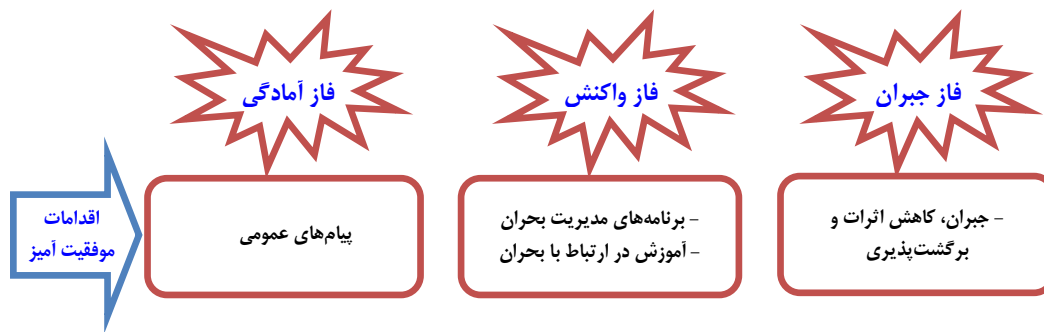 فاز آمادگی
فاز واکنش
فاز جبران
اقدامات
موفقیت آمیز
پیام‌های عمومی
- برنامه‌های مدیریت بحران
- آموزش در ارتباط با بحران
- جبران، کاهش اثرات و
برگشت‌پذیری